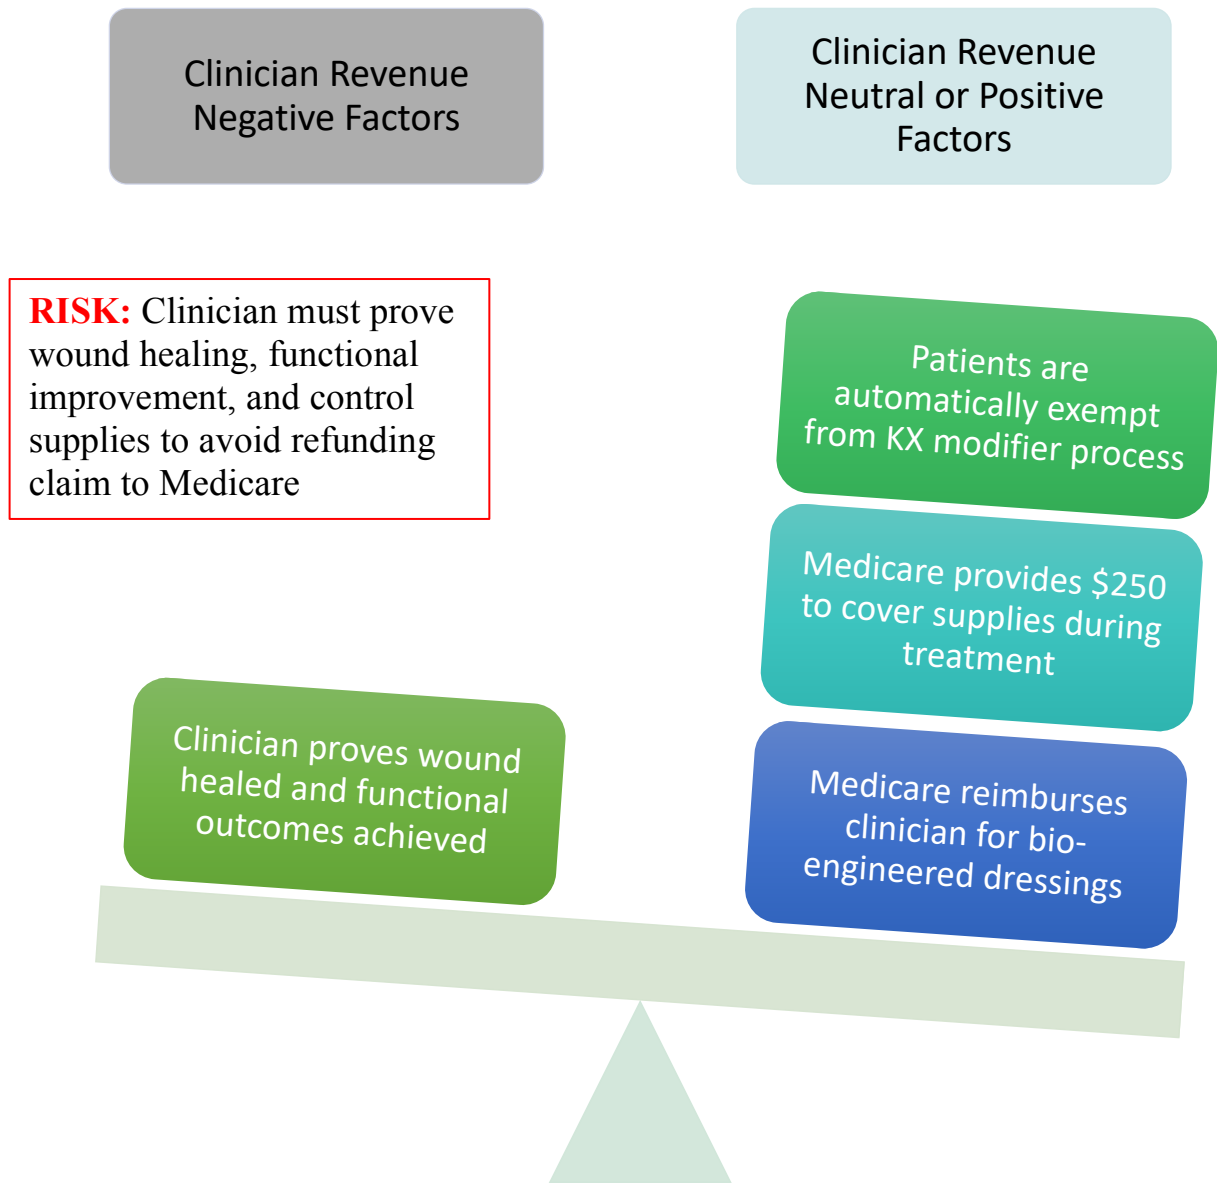 Clinician Revenue
Negative Factors
Clinician Revenue
Neutral or Positive
Factors
RISK: Clinician must prove
wound healing, functional
improvement, and control
supplies to avoid refunding
claim to Medicare
Patients are
automatically exempt
from KX modifier process
Medicare provides $250
to cover supplies during
treatment
Clinician proves wound
healed and functional
outcomes achieved
Medicare reimburses
clinician for bio-
engineered dressings